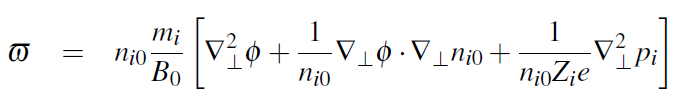 ϖ = n_{i0} \frac{m_i}{B_0} \left[ \nabla_\perp^2 \phi + \frac{1}{n_{i0}} \nabla_\perp \phi \cdot \nabla_\perp n_{i0} + \frac{1}{n_{i0} Z_i e} \nabla_\perp^2 p_i \right]